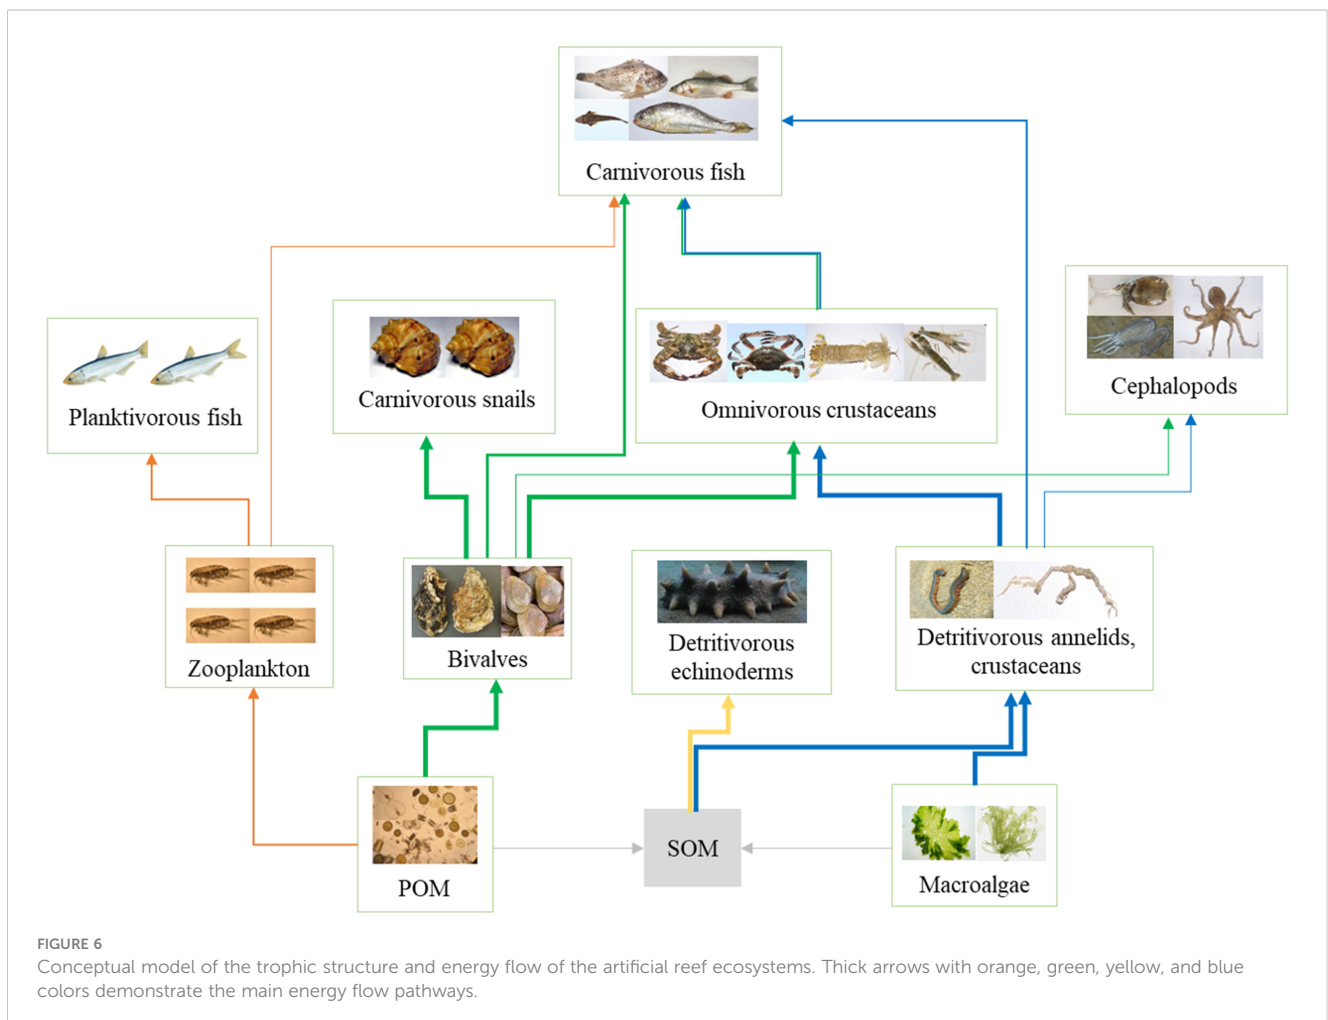 Carnivorous fish
Cephalopods
Carnivorous snails
Omnivorous crustaceans
Planktivorous fish
Zooplankton
Bivalves
Detritivorous
echinoderms
Detritivorous annelids,
crustaceans
POM
SOM
Macroalgae
FIGURE 6
Conceptual model of the trophic structure and energy flow of the artificial reef ecosystems. Thick arrows with orange, green, yellow, and blue
colors demonstrate the main energy flow pathways.